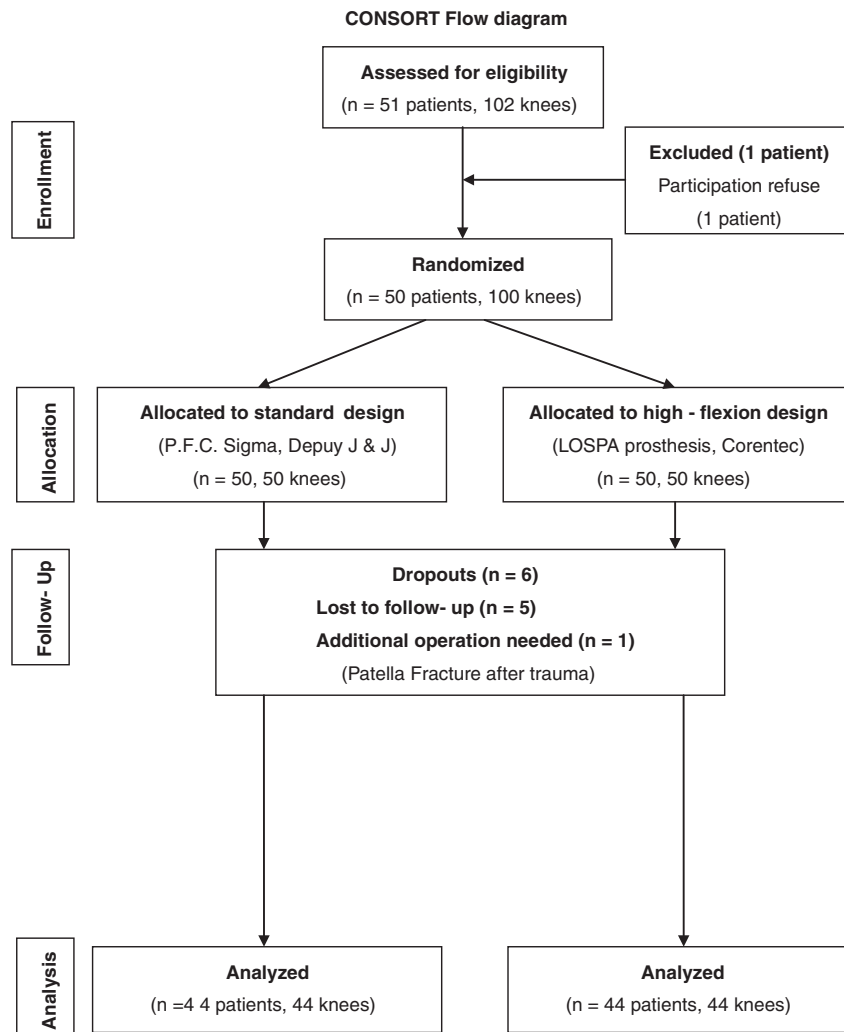 CONSORT Flow diagram
Assessed for eligibility
(n = 51 patients, 102 knees)
Enrollment
Excluded (1 patient)
Participation refuse
(1 patient)
Randomized
(n = 50 patients, 100 knees)
Allocation
Allocated to standard design
(P.F.C. Sigma, Depuy J & J)
(n = 50, 50 knees)
Allocated to high - flexion design
(LOSPA prosthesis, Corentec)
(n = 50, 50 knees)
Follow- Up
Dropouts (n = 6)
Lost to follow- up (n = 5)
Additional operation needed (n = 1)
(Patella Fracture after trauma)
Analysis
Analyzed
(n =4 4 patients, 44 knees)
Analyzed
(n = 44 patients, 44 knees)